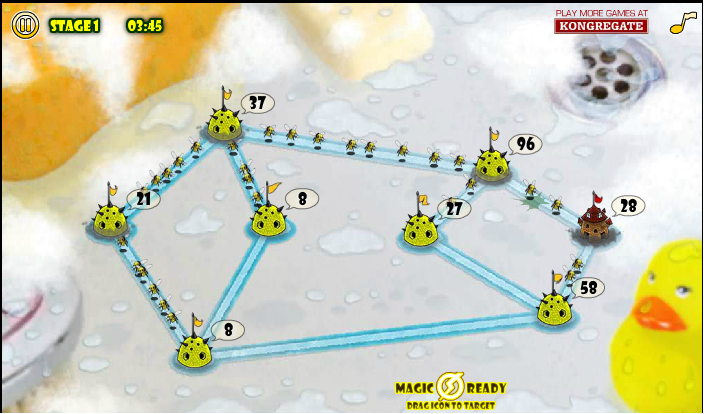 STAGE 1 03:45
PLAY MORE GAMES AT
KONGREGATE
37
96
21
8
27
28
58
8
MAGIC READY
DRAG ICON TO TARGET